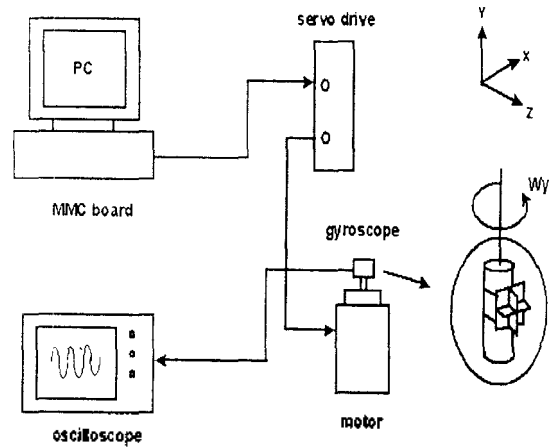 servo drive
Y
PC
X
Z
MMC board
Wy
gyroscope
motor
oscilloscope